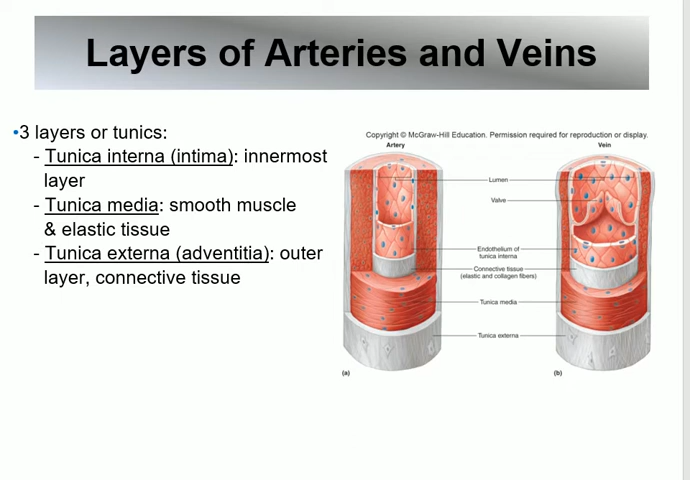 Layers of Arteries and Veins
•3 layers or tunics:
- Tunica interna (intima): innermost
layer
- Tunica media: smooth muscle
& elastic tissue
- Tunica externa (adventitia): outer
layer, connective tissue
Copyright © McGraw-Hill Education. Permission required for reproduction or display.
Artery
Vein
Lumen
Valve
Endothelium of
tunica interna
Connective tissue
(elastic and collagen fibers)
Tunica media
Tunica externa
(a)
(b)